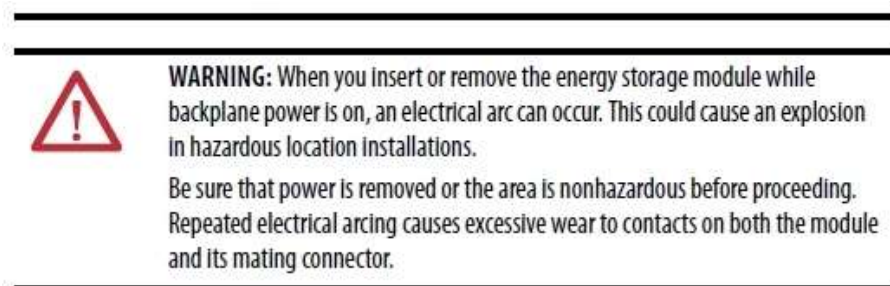 WARNING: When you insert or remove the energy storage module while
backplane power is on, an electrical arc can occur. This could cause an explosion
in hazardous location installations.
Be sure that power is removed or the area is nonhazardous before proceeding.
Repeated electrical arcing causes excessive wear to contacts on both the module
and its mating connector.